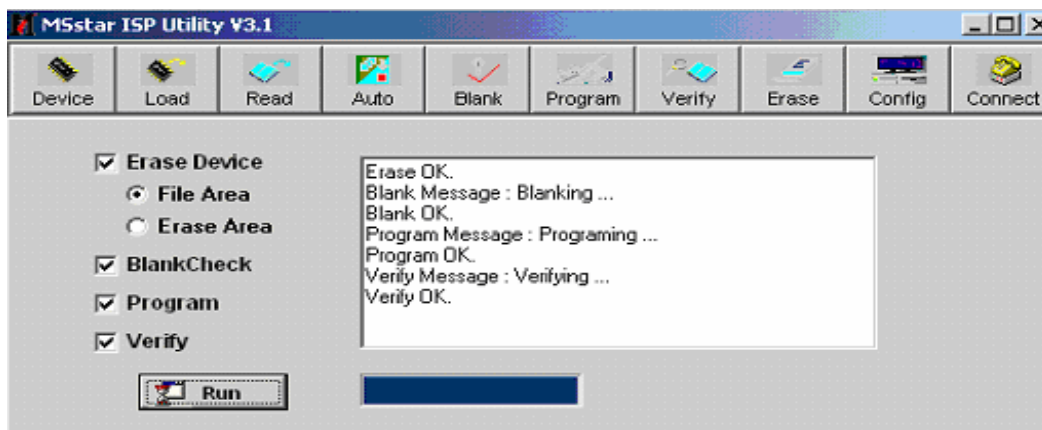 MSstar ISP Utility V3.1
Device Load Read Auto Blank Program Verify Erase Config Connect
Erase Device
File Area
Erase Area
BlankCheck
Program
Verify
Run
Erase OK.
Blank Message : Blanking ...
Blank OK.
Program Message : Programing ...
Program OK.
Verify Message : Verifying ...
Verify OK.